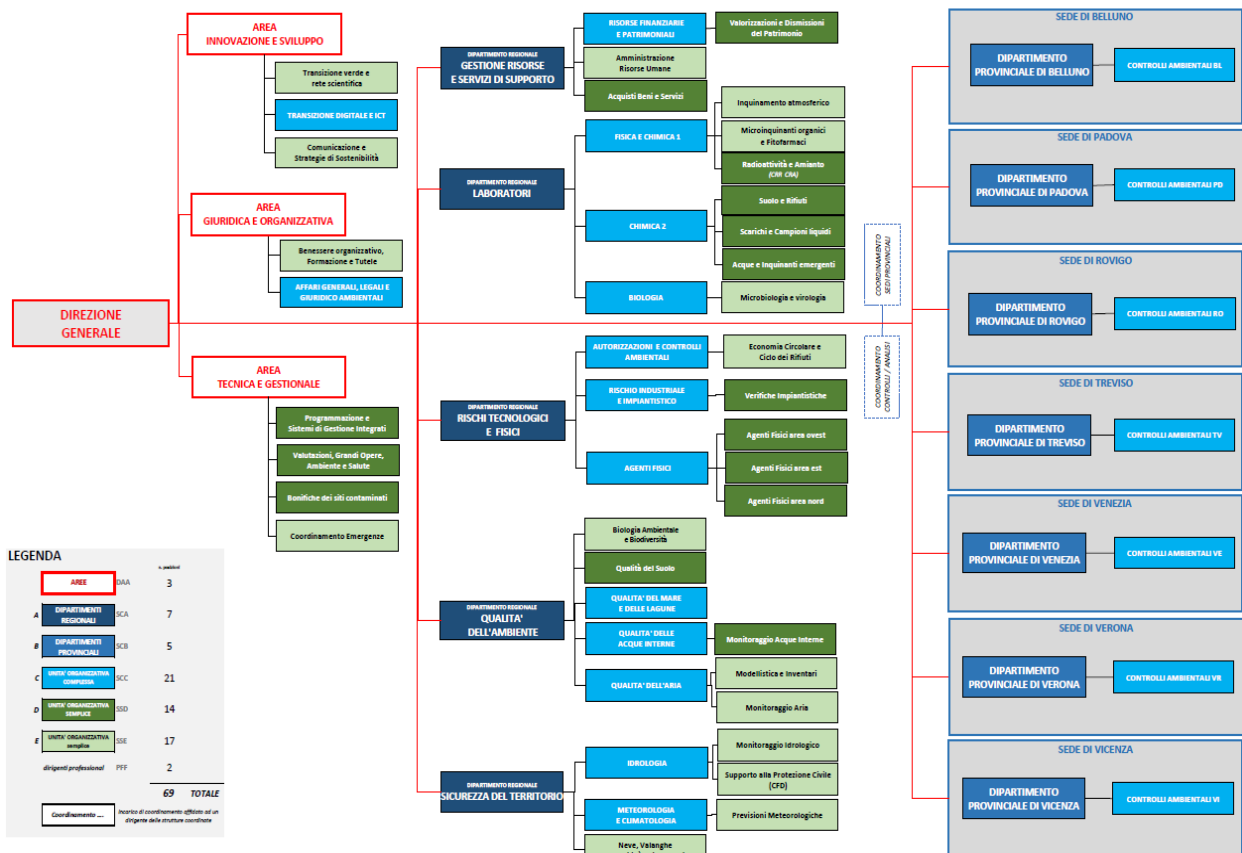 DIREZIONE
GENERALE
AREA
INNOVAZIONE E SVILUPPO
Transizione verde e
rete scientifica
TRANSIZIONE DIGITALE E ICT
Comunicazione e
Strategie di Sostenibilità
AREA
GIURIDICA E ORGANIZZATIVA
Benessere organizzativo,
Formazione e Tutele
AFFARI GENERALI, LEGALI E
GIURIDICO AMBIENTALI
AREA
TECNICA E GESTIONALE
Programmazione e
Sistemi di Gestione Integrati
Valutazioni, Grandi Opere,
Ambiente e Salute
Bonifiche dei siti contaminati
Coordinamento Emergenze
LEGENDA
n. posizioni
AREE DAA 3
A DIPARTIMENTI
REGIONALI SCA 7
B DIPARTIMENTI
PROVINCIALI SCB 5
C UNITA' ORGANIZZATIVA
COMPLESSA SCC 21
D UNITA' ORGANIZZATIVA
SEMPLICE SSD 14
E UNITA' ORGANIZZATIVA
semplice SSE 17
dirigenti professional PFF 2
69 TOTALE
Coordinamento .... Incarico di coordinamento affidato ad un
dirigente delle strutture coordinate
DIPARTIMENTO REGIONALE
GESTIONE RISORSE
E SERVIZI DI SUPPORTO
RISORSE FINANZIARIE
E PATRIMONIALI
Valorizzazioni e Dismissioni
del Patrimonio
Amministrazione
Risorse Umane
Acquisti Beni e Servizi
DIPARTIMENTO REGIONALE
LABORATORI
FISICA E CHIMICA 1
Inquinamento atmosferico
Microinquinanti organici
e Fitofarmaci
Radioattività e Amianto
(CRR CRA)
CHIMICA 2
Suolo e Rifiuti
Scarichi e Campioni liquidi
Acque e Inquinanti emergenti
BIOLOGIA
Microbiologia e virologia
DIPARTIMENTO REGIONALE
RISCHI TECNOLOGICI
E FISICI
AUTORIZZAZIONI E CONTROLLI
AMBIENTALI
Economia Circolare e
Ciclo dei Rifiuti
RISCHIO INDUSTRIALE
E IMPIANTISTICO
Verifiche Impiantistiche
AGENTI FISICI
Agenti Fisici area ovest
Agenti Fisici area est
Agenti Fisici area nord
DIPARTIMENTO REGIONALE
QUALITA'
DELL'AMBIENTE
Biologia Ambientale
e Biodiversità
Qualità del Suolo
QUALITA' DEL MARE
E DELLE LAGUNE
QUALITA' DELLE
ACQUE INTERNE
Monitoraggio Acque Interne
QUALITA' DELL'ARIA
Modellistica e Inventari
Monitoraggio Aria
DIPARTIMENTO REGIONALE
SICUREZZA DEL TERRITORIO
IDROLOGIA
Monitoraggio Idrologico
Supporto alla Protezione Civile
(CFD)
METEOROLOGIA
E CLIMATOLOGIA
Previsioni Meteorologiche
Neve, Valanghe
COORDINAMENTO
SEDI PROVINCIALI
COORDINAMENTO
CONTROLLI / ANALISI
SEDE DI BELLUNO
DIPARTIMENTO
PROVINCIALE DI BELLUNO
CONTROLLI AMBIENTALI BL
SEDE DI PADOVA
DIPARTIMENTO
PROVINCIALE DI PADOVA
CONTROLLI AMBIENTALI PD
SEDE DI ROVIGO
DIPARTIMENTO
PROVINCIALE DI ROVIGO
CONTROLLI AMBIENTALI RO
SEDE DI TREVISO
DIPARTIMENTO
PROVINCIALE DI TREVISO
CONTROLLI AMBIENTALI TV
SEDE DI VENEZIA
DIPARTIMENTO
PROVINCIALE DI VENEZIA
CONTROLLI AMBIENTALI VE
SEDE DI VERONA
DIPARTIMENTO
PROVINCIALE DI VERONA
CONTROLLI AMBIENTALI VR
SEDE DI VICENZA
DIPARTIMENTO
PROVINCIALE DI VICENZA
CONTROLLI AMBIENTALI VI